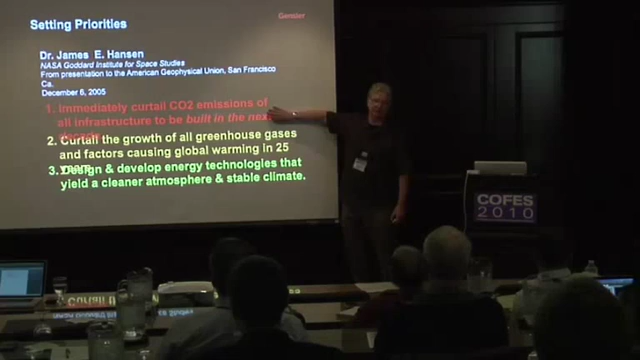 Setting Priorities
Gensler
Dr. James E. Hansen
NASA Goddard Institute for Space Studies
From presentation to the American Geophysical Union, San Francisco
Ca.
December 6, 2005
1. Immediately curtail CO2 emissions of
all infrastructure to be built in the next
decade
2. Curtail the growth of all greenhouse gases
and factors causing global warming in 25
years
3. Design & develop energy technologies that
yield a cleaner atmosphere & stable climate.
COFES
2010